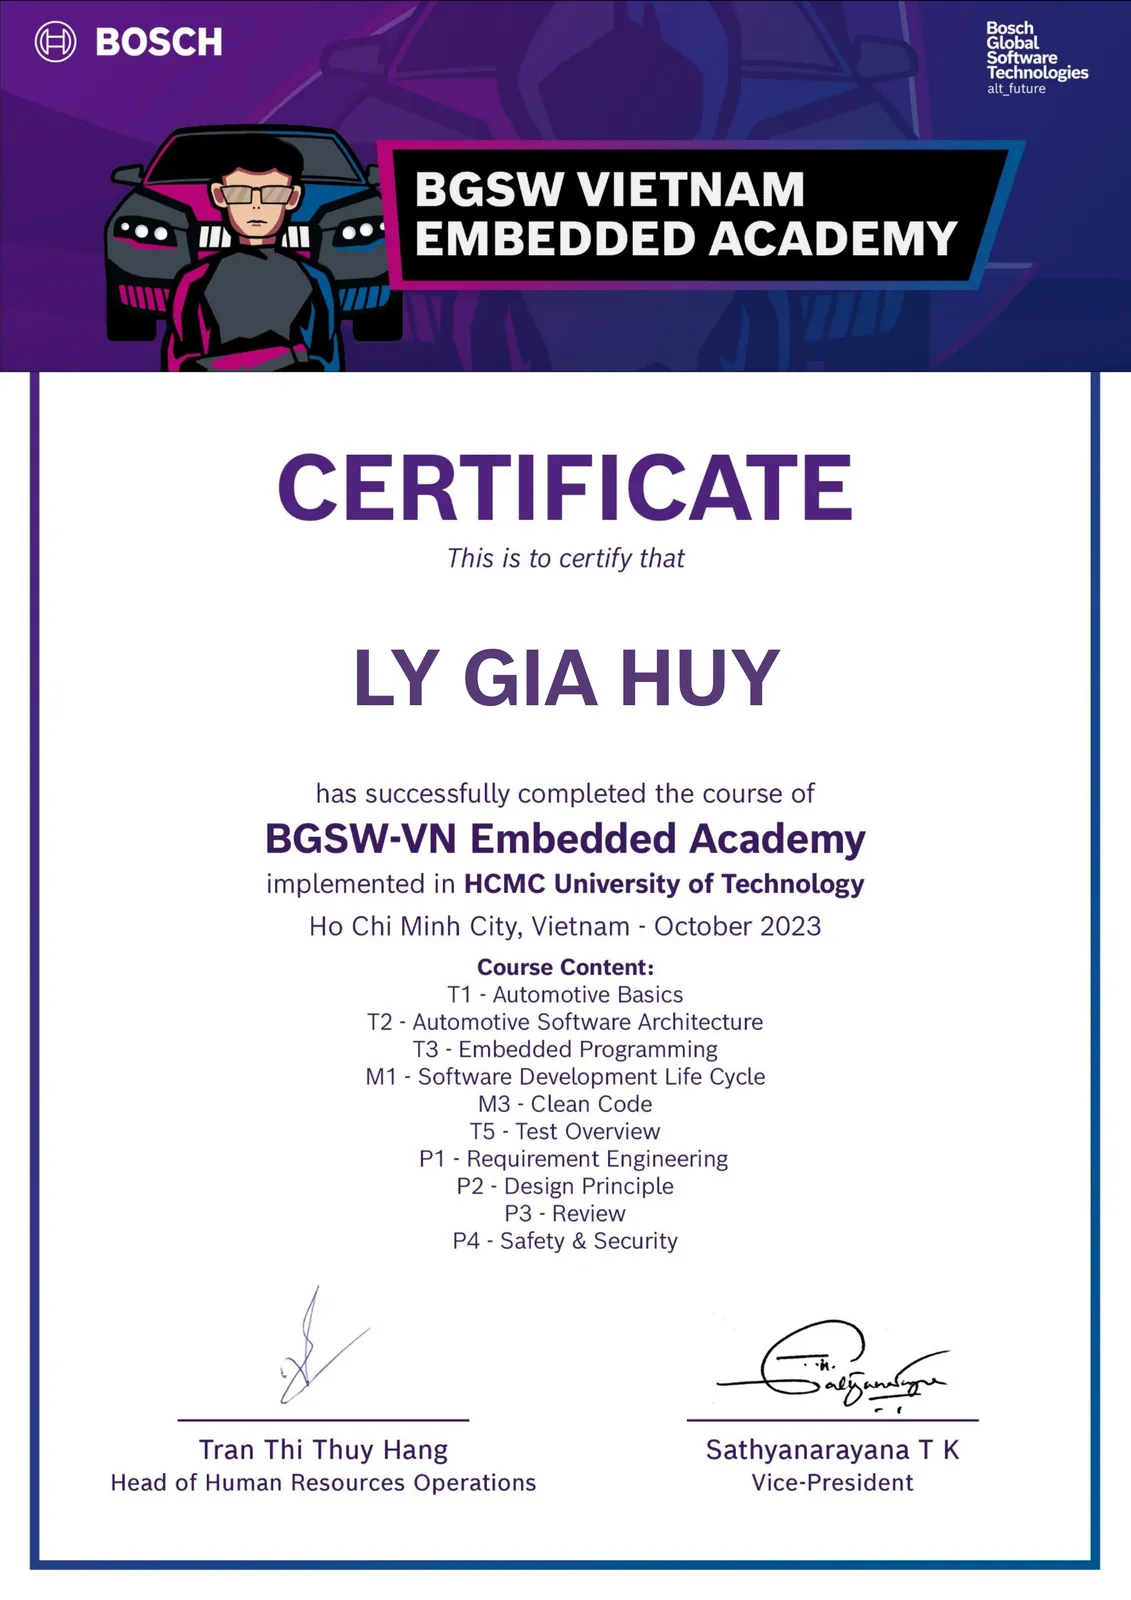 BOSCH
Bosch
Global
Software
Technologies
alt_future
BGSW VIETNAM
EMBEDDED ACADEMY
CERTIFICATE
This is to certify that
LY GIA HUY
has successfully completed the course of
BGSW-VN Embedded Academy
implemented in HCMC University of Technology
Ho Chi Minh City, Vietnam - October 2023
Course Content:
T1 - Automotive Basics
T2 - Automotive Software Architecture
T3 - Embedded Programming
M1 - Software Development Life Cycle
M3 - Clean Code
T5 - Test Overview
P1 - Requirement Engineering
P2 - Design Principle
P3 - Review
P4 - Safety & Security
Tran Thi Thuy Hang
Head of Human Resources Operations
Sathyanarayana T K
Vice-President